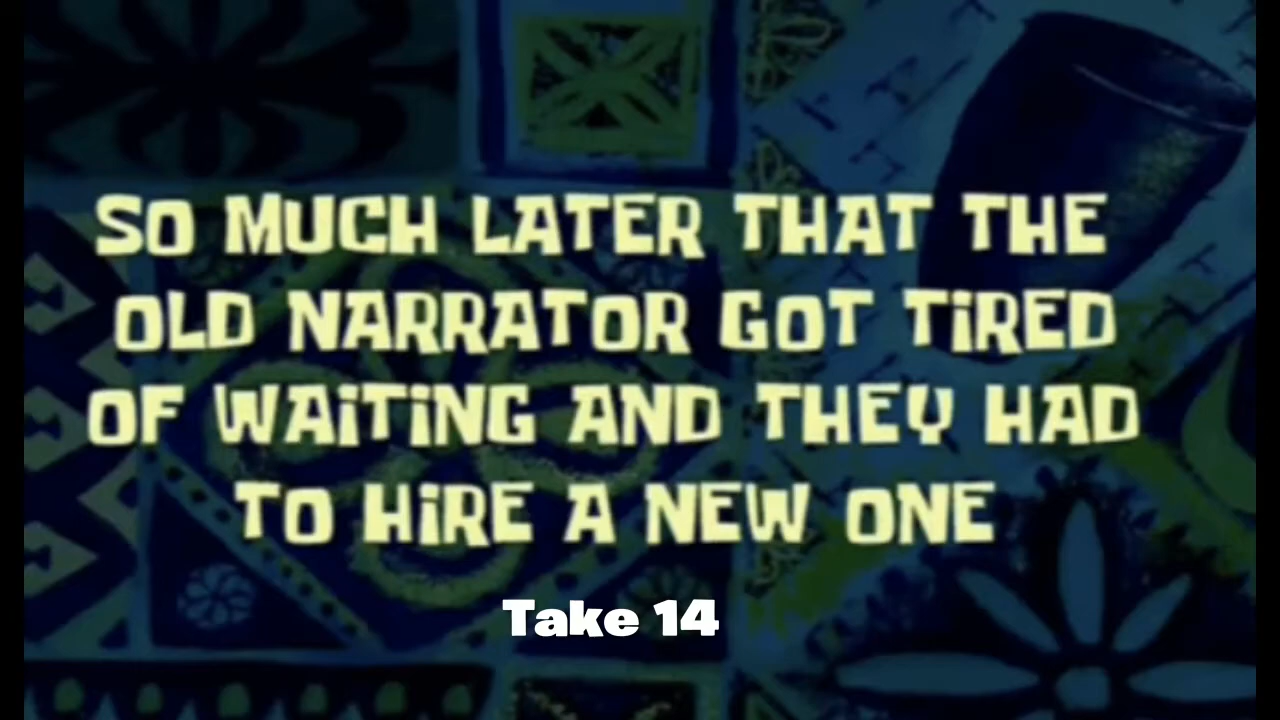 SO MUCH LATER THAT THE
OLD NARRATOR GOT TiRED
OF WAiTiNG AND THEY HAD
TO HiRE A NEW ONE
Take 14